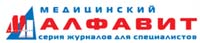 МЕДИЦИНСКИЙ
АЛФАВИТ
серия журналов для специалистов